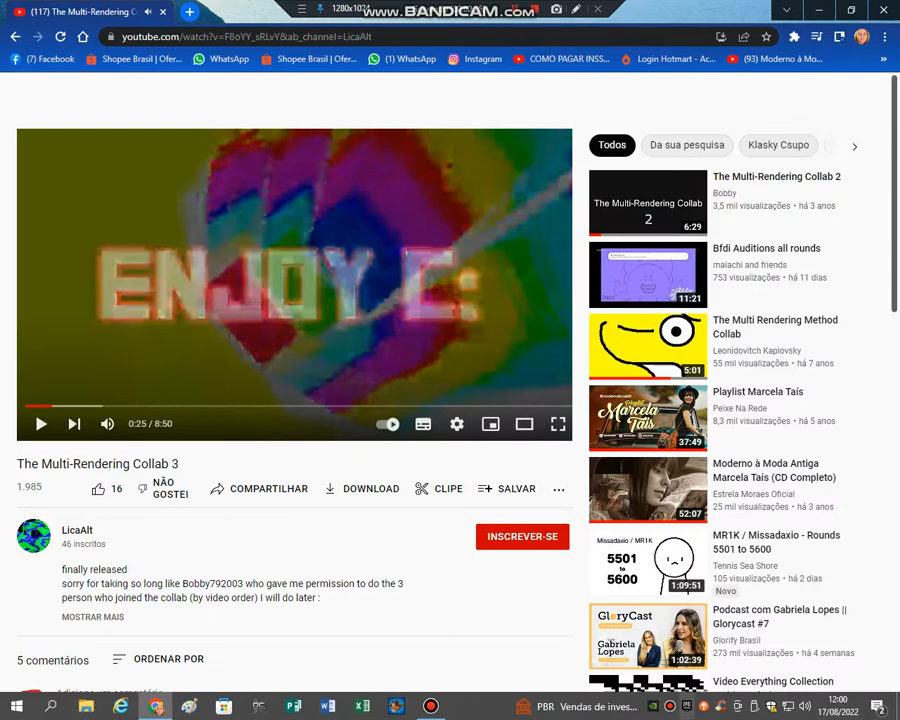 (117) The Multi-Rendering C
1280x1024
www.BANDICAM.com
youtube.com/watch?v=F8oYY_sRLvY&ab_channel=LicaAlt
(7) Facebook
Shopee Brasil | Ofer...
WhatsApp
Shopee Brasil | Ofer...
(1) WhatsApp
Instagram
COMO PAGAR INSS...
Login Hotmart - Ac...
(93) Moderno à Mo...
»
ENJOY C:
0:25 / 8:50
The Multi-Rendering Collab 3
1.985
16
NÃO
GOSTEI
COMPARTILHAR
DOWNLOAD
CLIPE
SALVAR
...
LicaAlt
46 inscritos
INSCREVER-SE
finally released
sorry for taking so long like Bobby792003 who gave me permission to do the 3
person who joined the collab (by video order) I will do later :
MOSTRAR MAIS
5 comentários
ORDENAR POR
Adicione um comentário...
Todos
Da sua pesquisa
Klasky Csupo
The Multi-Rendering Collab
2
6:29
The Multi-Rendering Collab 2
Bobby
3,5 mil visualizações • há 3 anos
11:21
Bfdi Auditions all rounds
malachi and friends
753 visualizações • há 11 dias
5:01
The Multi Rendering Method
Collab
Leonidovitch Kaplovsky
55 mil visualizações • há 7 anos
PLAYLIST
MARCELA
TAÍS
37:49
Playlist Marcela Taís
Peixe Na Rede
8,3 mil visualizações • há 5 anos
52:07
Moderno à Moda Antiga
Marcela Taís (CD Completo)
Estrela Moraes Oficial
25 mil visualizações • há 3 anos
Missadaxio / MR1K
5501
to
5600
1:09:51
MR1K / Missadaxio - Rounds
5501 to 5600
Tennis Sea Shore
105 visualizações • há 2 dias
Novo
GloryCast
Gabriela
Lopes
1:02:39
Podcast com Gabriela Lopes ||
Glorycast #7
Glorify Brasil
273 mil visualizações • há 4 semanas
Video Everything Collection
PBR
Vendas de inves...
12:00
17/08/2022
2